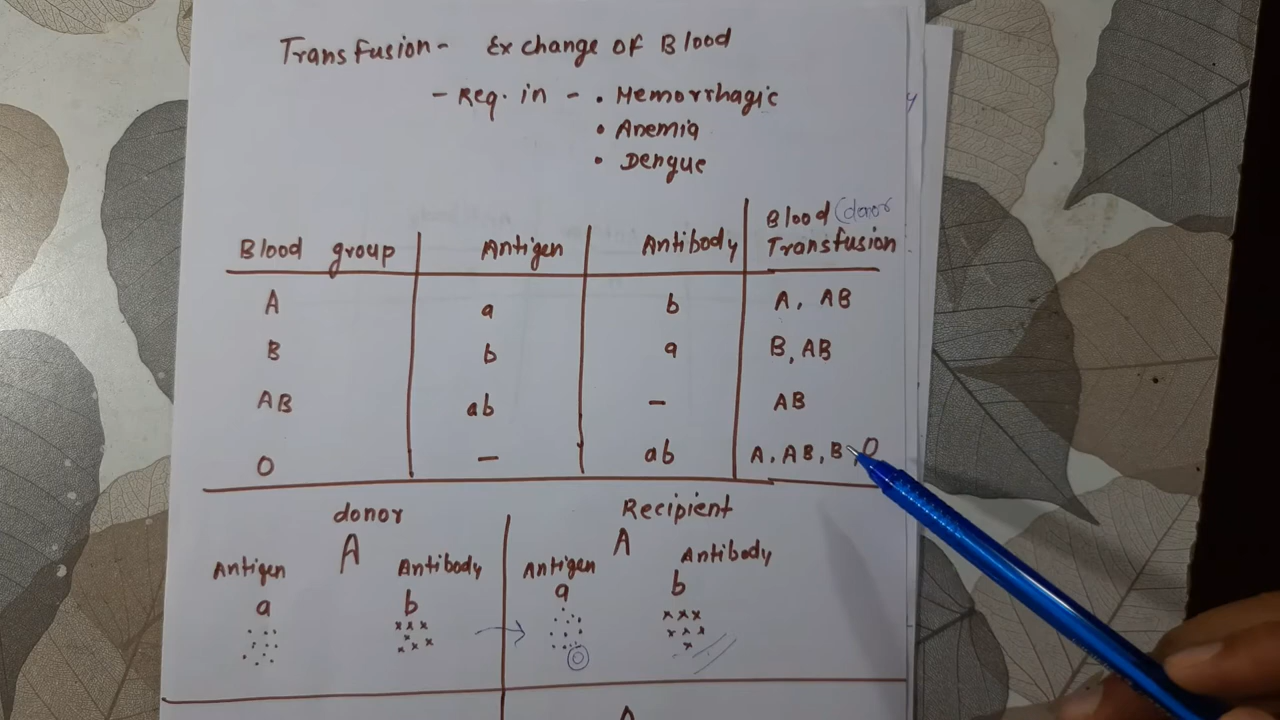 Transfusion- Exchange of Blood
- Req. in - • Hemorrhagic
• Anemia
• Dengue
Blood group Antigen Antibody Blood (donor Transfusion
A a b A, AB
B b a B, AB
AB ab - AB
O - ab A, AB, B, O
donor Recipient
A A
Antigen Antibody Antigen Antibody
a b a b